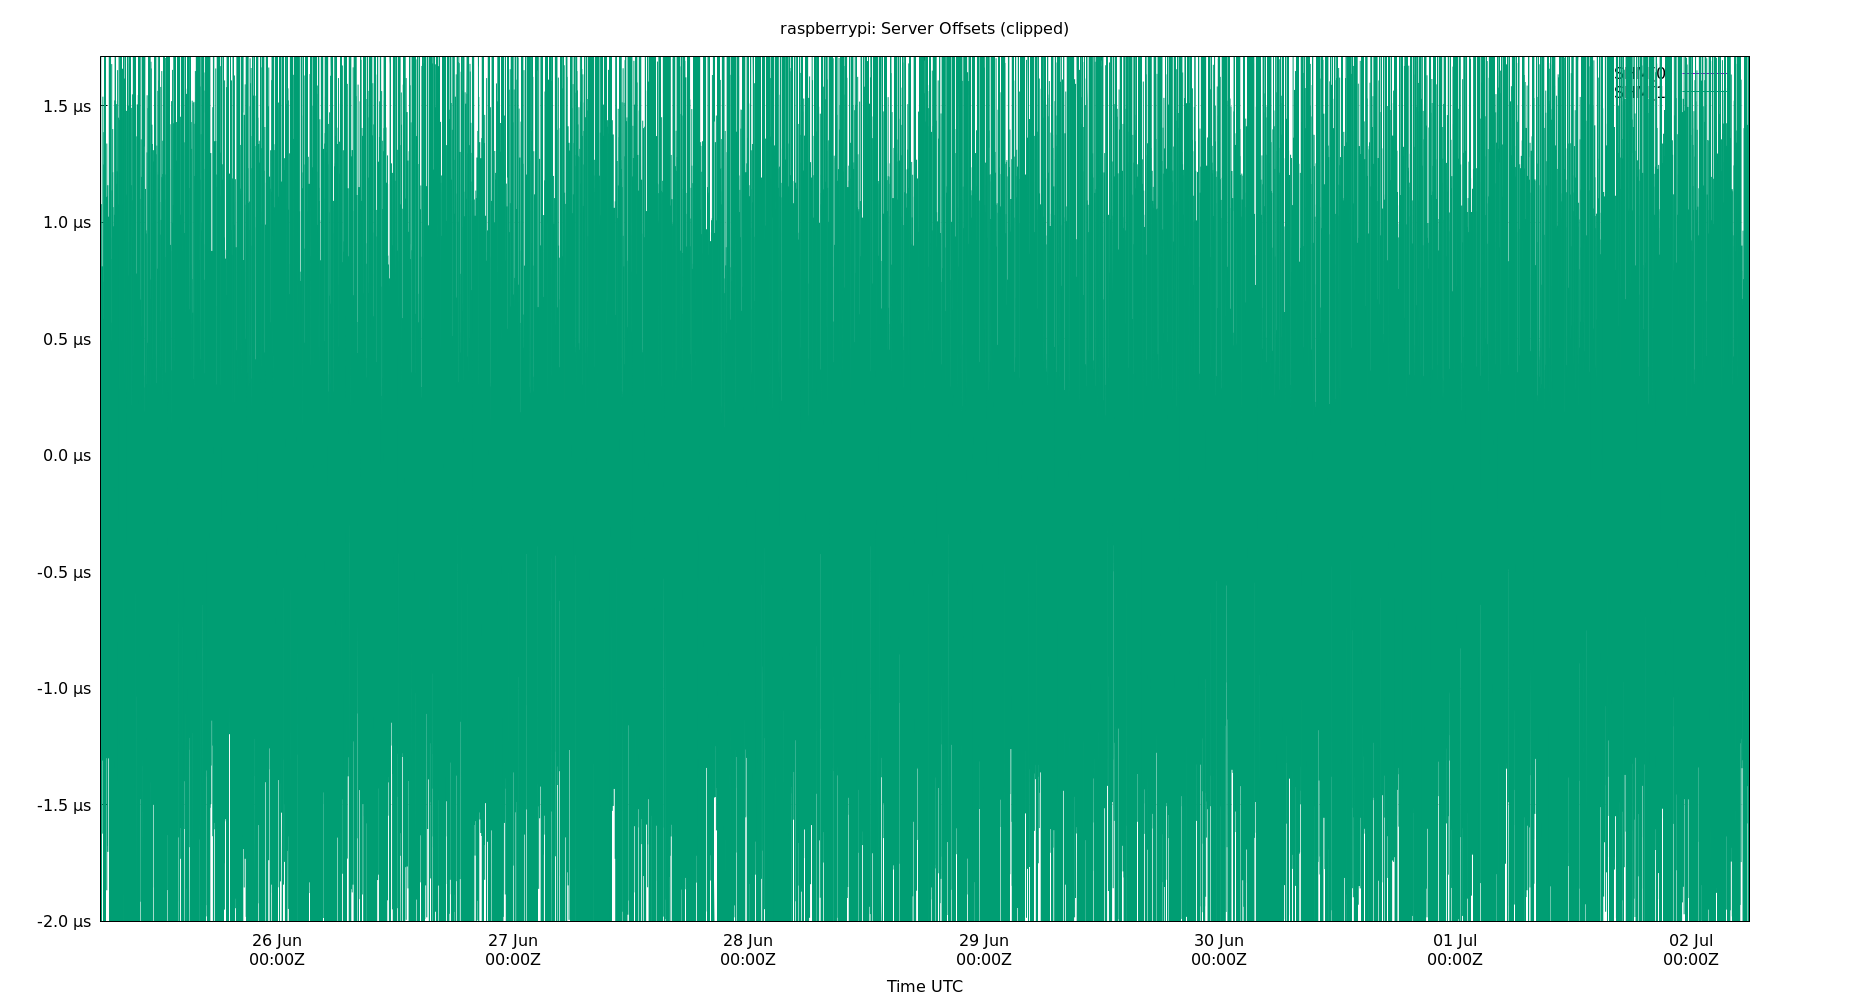 raspberrypi: Server Offsets (clipped)
1.5 µs
1.0 µs
0.5 µs
0.0 µs
-0.5 µs
-1.0 µs
-1.5 µs
-2.0 µs
26 Jun
00:00Z
27 Jun
00:00Z
28 Jun
00:00Z
29 Jun
00:00Z
30 Jun
00:00Z
01 Jul
00:00Z
02 Jul
00:00Z
Time UTC